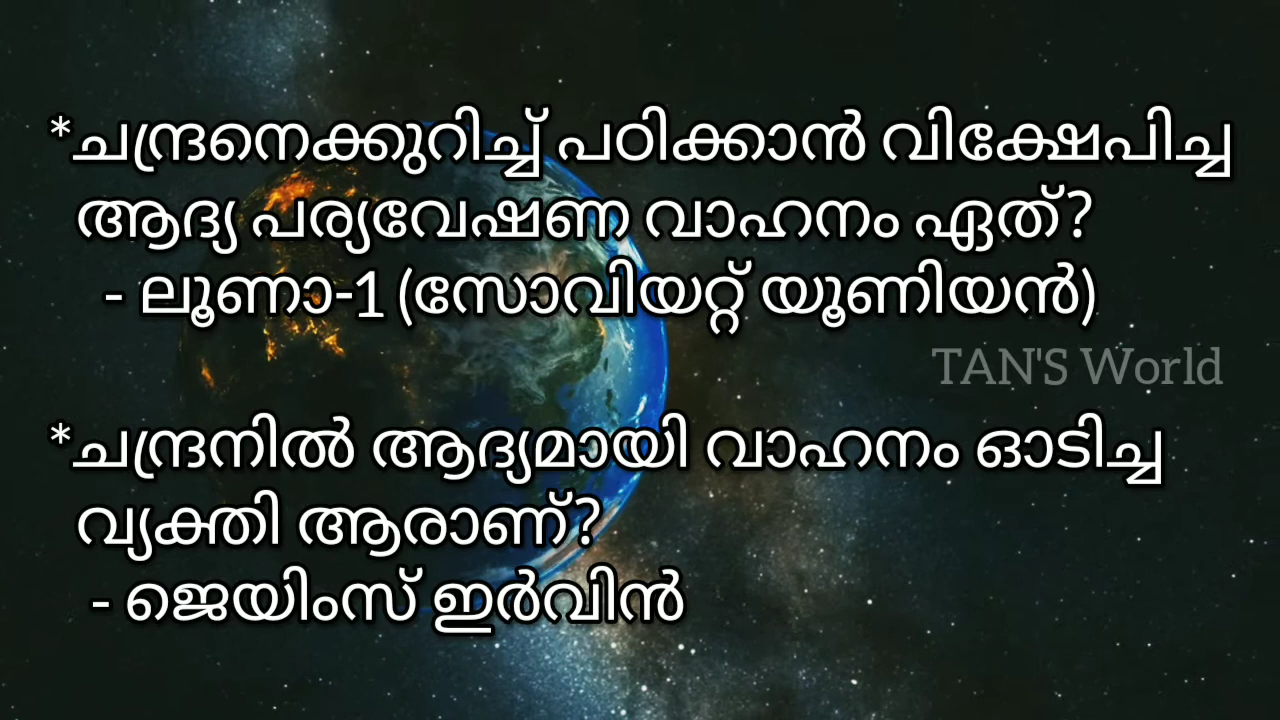 *ചന്ദ്രനെക്കുറിച്ച് പഠിക്കാൻ വിക്ഷേപിച്ച
ആദ്യ പര്യവേഷണ വാഹനം ഏത്?
- ലൂണാ-1 (സോവിയറ്റ് യൂണിയൻ)
TAN'S World
*ചന്ദ്രനിൽ ആദ്യമായി വാഹനം ഓടിച്ച
വ്യക്തി ആരാണ്?
- ജെയിംസ് ഇർവിൻ